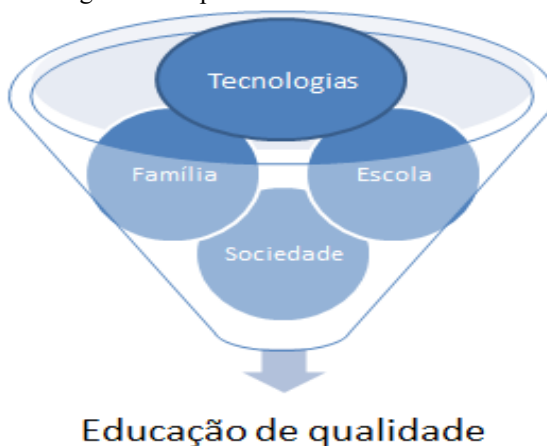 Tecnologias
Família
Escola
Sociedade
Educação de qualidade